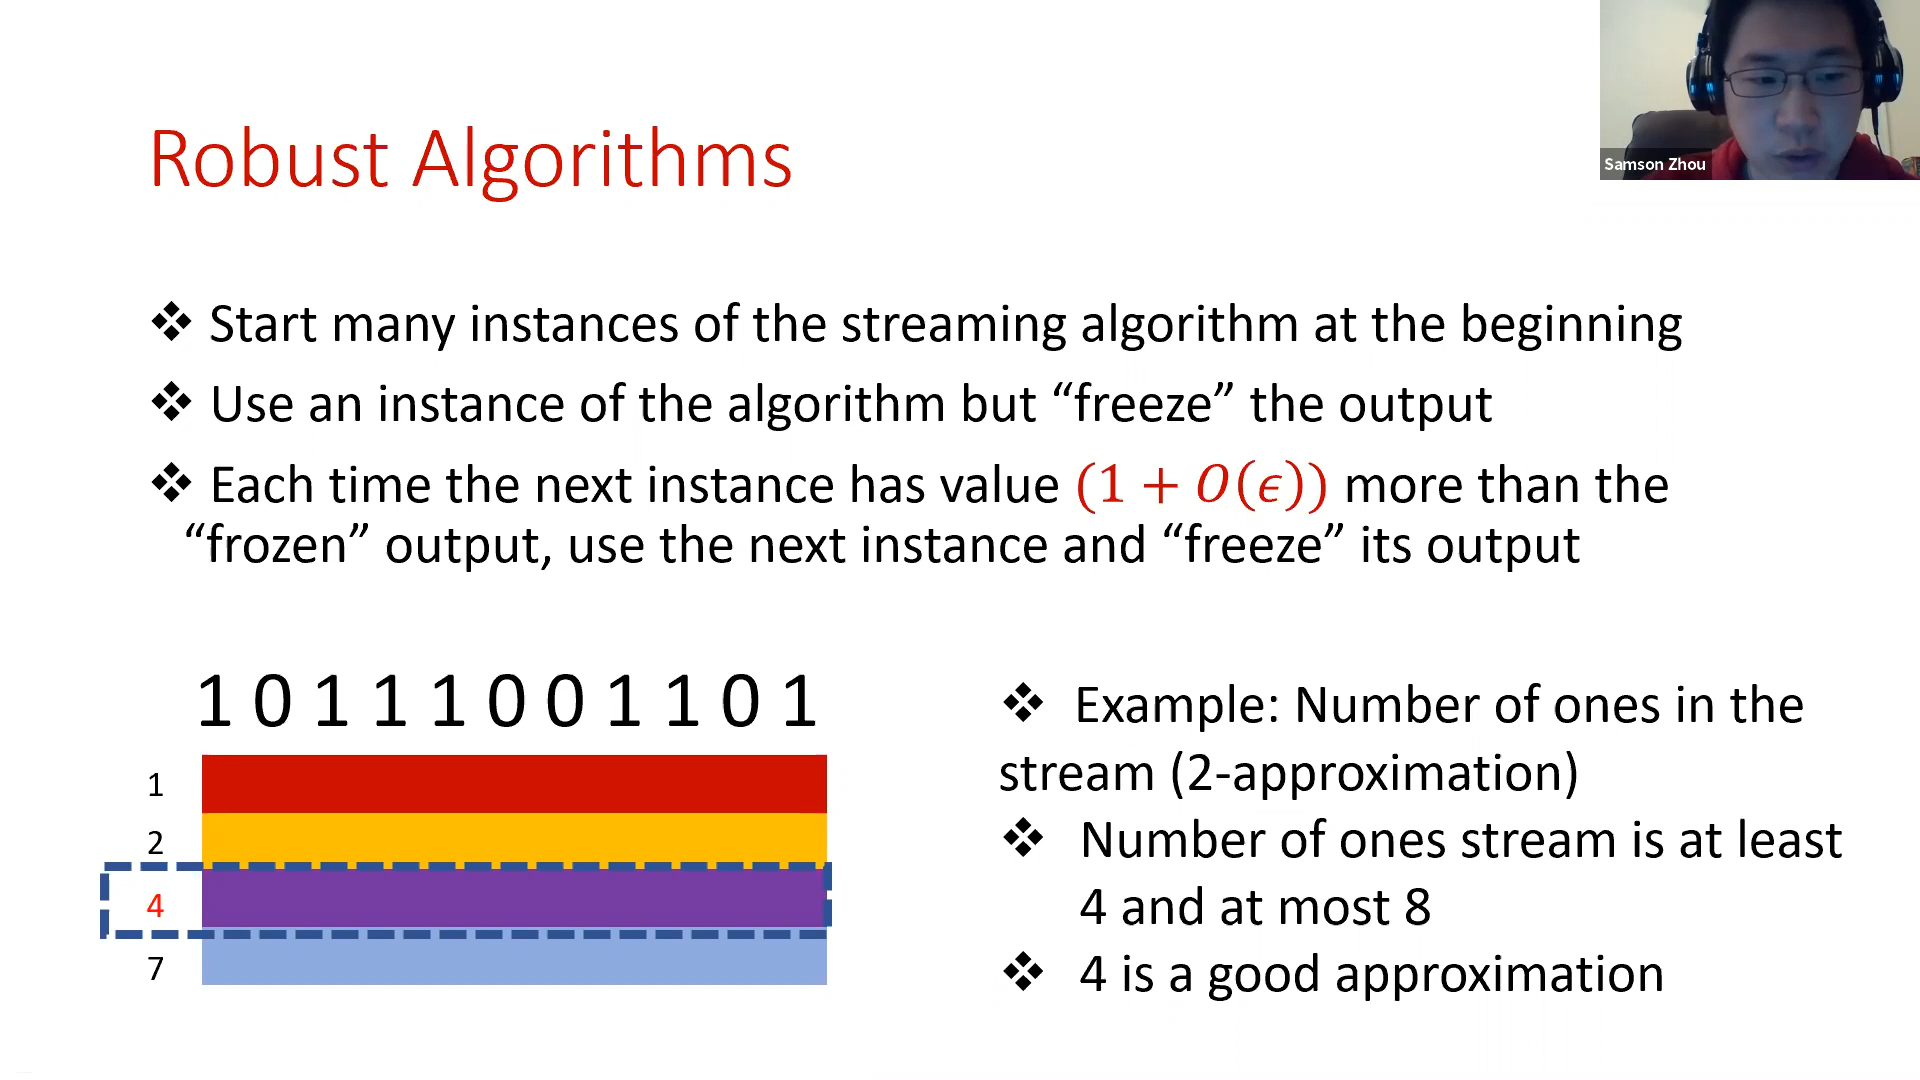 Samson Zhou
Robust Algorithms
❖ Start many instances of the streaming algorithm at the beginning
❖ Use an instance of the algorithm but “freeze” the output
❖ Each time the next instance has value (1 + O(ϵ)) more than the
“frozen” output, use the next instance and “freeze” its output
1 0 1 1 1 0 0 1 1 0 1
1
2
4
7
❖ Example: Number of ones in the
stream (2-approximation)
❖ Number of ones stream is at least
4 and at most 8
❖ 4 is a good approximation